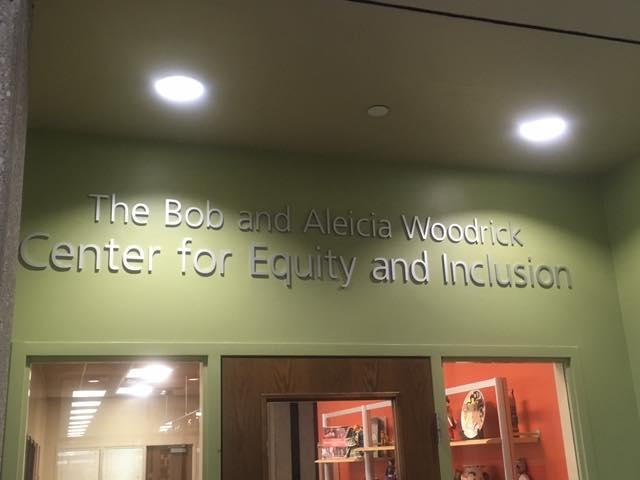 The Bob and Aleicia Woodrick
Center for Equity and Inclusion